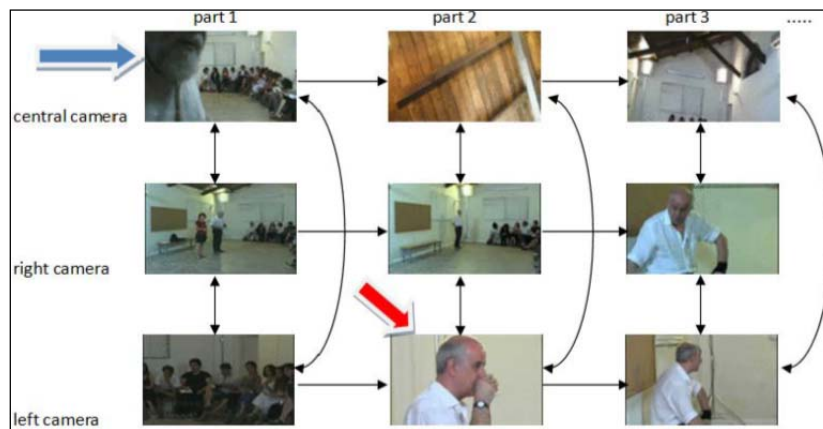 part 1 part 2 part 3 .....
central camera
right camera
left camera